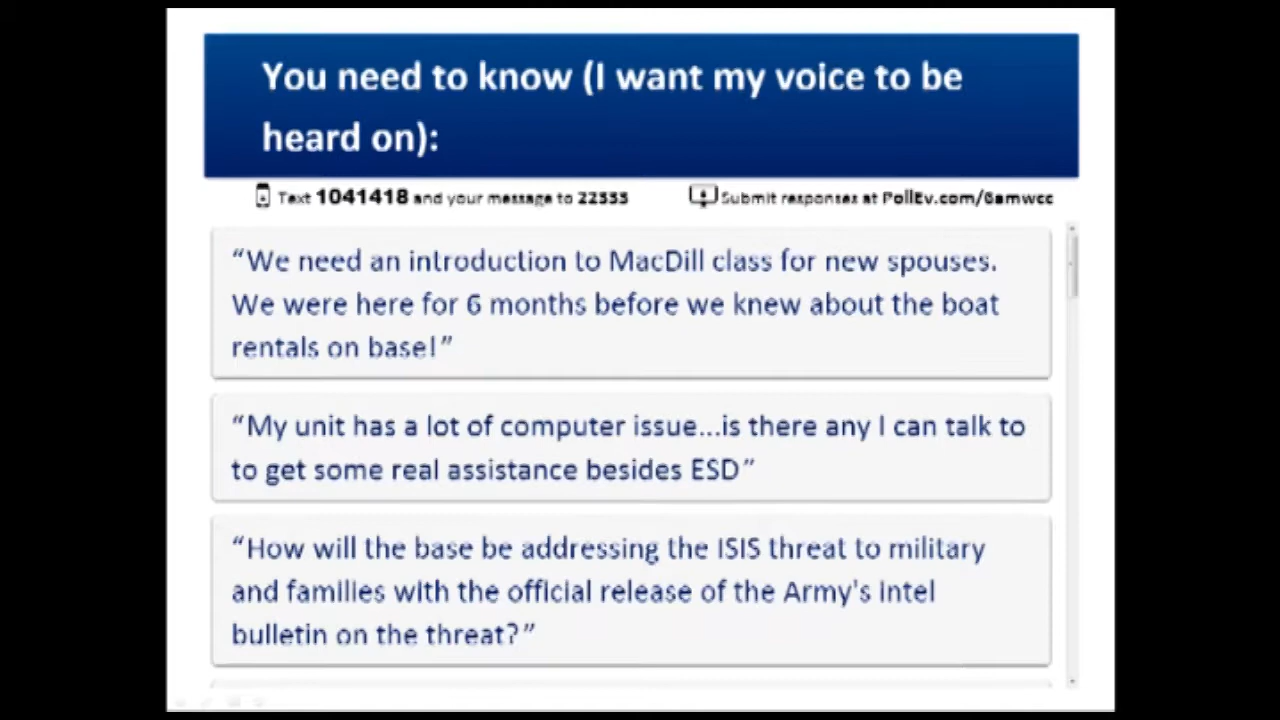 You need to know (I want my voice to be
heard on):
Text 1041418 and your message to 22333
Submit responses at PollEv.com/6amwcc
“We need an introduction to MacDill class for new spouses.
We were here for 6 months before we knew about the boat
rentals on base!”
“My unit has a lot of computer issue...is there any I can talk to
to get some real assistance besides ESD”
“How will the base be addressing the ISIS threat to military
and families with the official release of the Army's Intel
bulletin on the threat?”